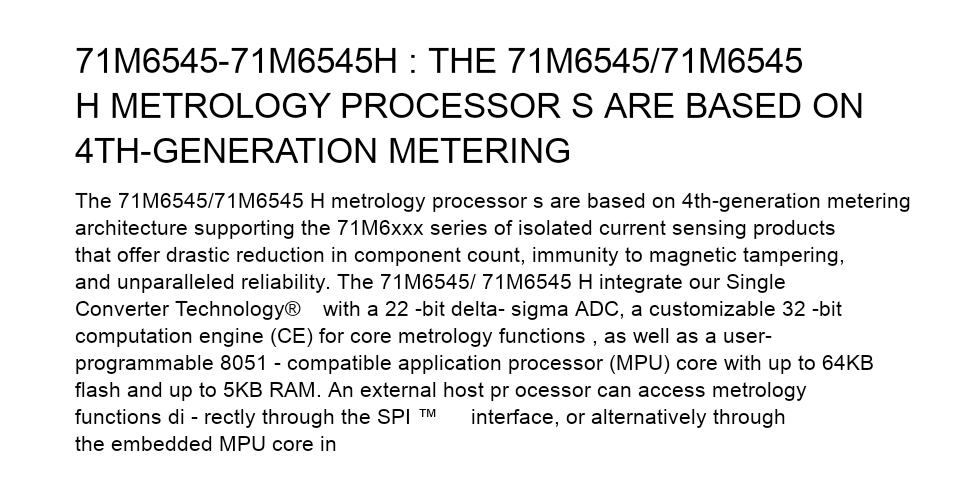 71M6545-71M6545H : THE 71M6545/71M6545
H METROLOGY PROCESSOR S ARE BASED ON
4TH-GENERATION METERING
The 71M6545/71M6545 H metrology processor s are based on 4th-generation metering
architecture supporting the 71M6xxx series of isolated current sensing products
that offer drastic reduction in component count, immunity to magnetic tampering,
and unparalleled reliability. The 71M6545/ 71M6545 H integrate our Single
Converter Technology® with a 22 -bit delta- sigma ADC, a customizable 32 -bit
computation engine (CE) for core metrology functions , as well as a user-
programmable 8051 - compatible application processor (MPU) core with up to 64KB
flash and up to 5KB RAM. An external host pr ocessor can access metrology
functions di - rectly through the SPI ™ interface, or alternatively through
the embedded MPU core in